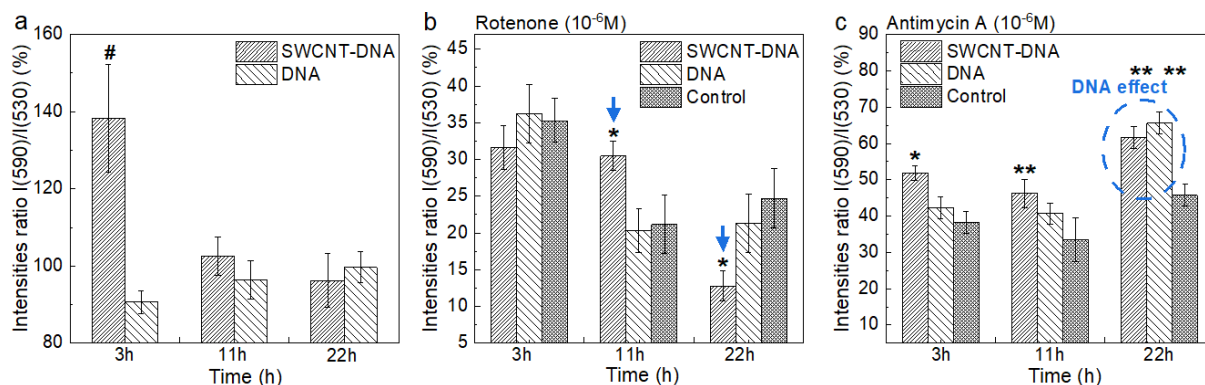 a
Intensities ratio I(590)/I(530) (%)
160
140
120
100
80
#
SWCNT-DNA
DNA
3h
11h
22h
Time (h)
b
Rotenone (10⁻⁶M)
Intensities ratio I(590)/I(530) (%)
45
40
35
30
25
20
15
10
5
SWCNT-DNA
DNA
Control
*
*
3h
11h
22h
Time (h)
c
Antimycin A (10⁻⁶M)
Intensities ratio I(590)/I(530) (%)
90
80
70
60
50
40
30
20
10
SWCNT-DNA
DNA
Control
** **
DNA effect
*
**
3h
11h
22h
Time (h)